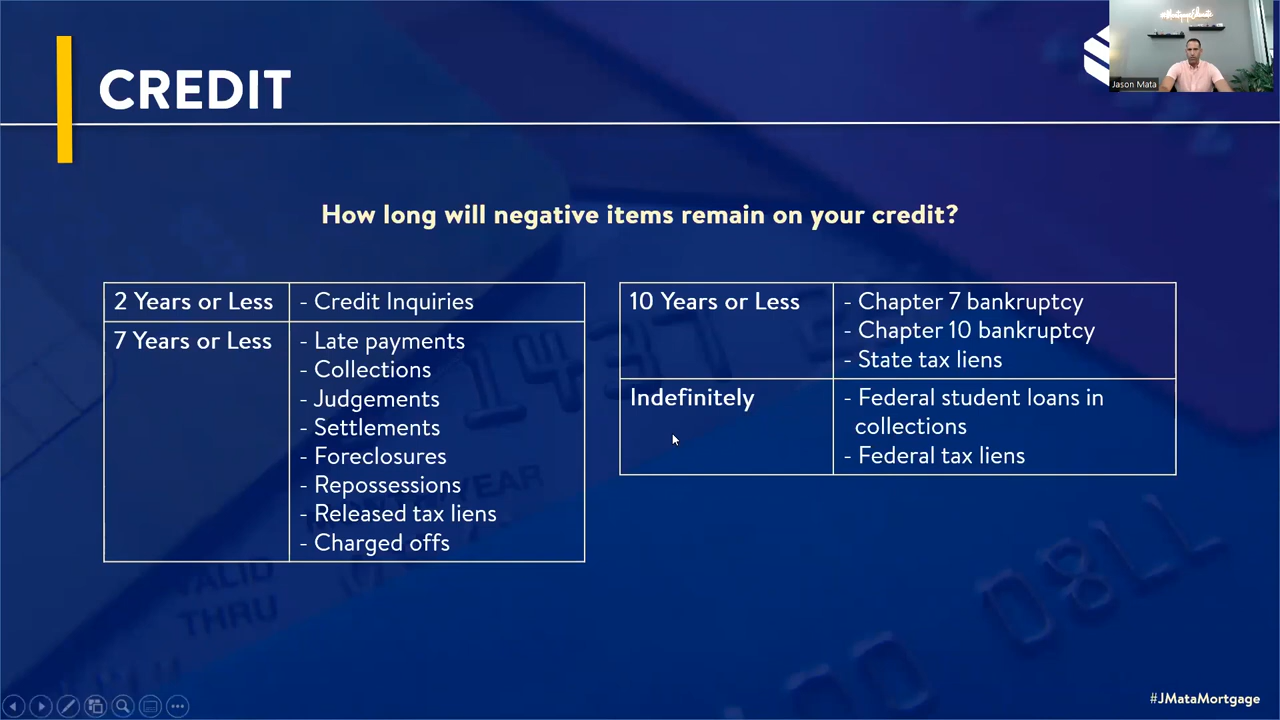 CREDIT
Jason Mata
How long will negative items remain on your credit?
2 Years or Less
- Credit Inquiries
7 Years or Less
- Late payments
- Collections
- Judgements
- Settlements
- Foreclosures
- Repossessions
- Released tax liens
- Charged offs
10 Years or Less
- Chapter 7 bankruptcy
- Chapter 10 bankruptcy
- State tax liens
Indefinitely
- Federal student loans in
collections
- Federal tax liens
VALID
THRU
#JMataMortgage